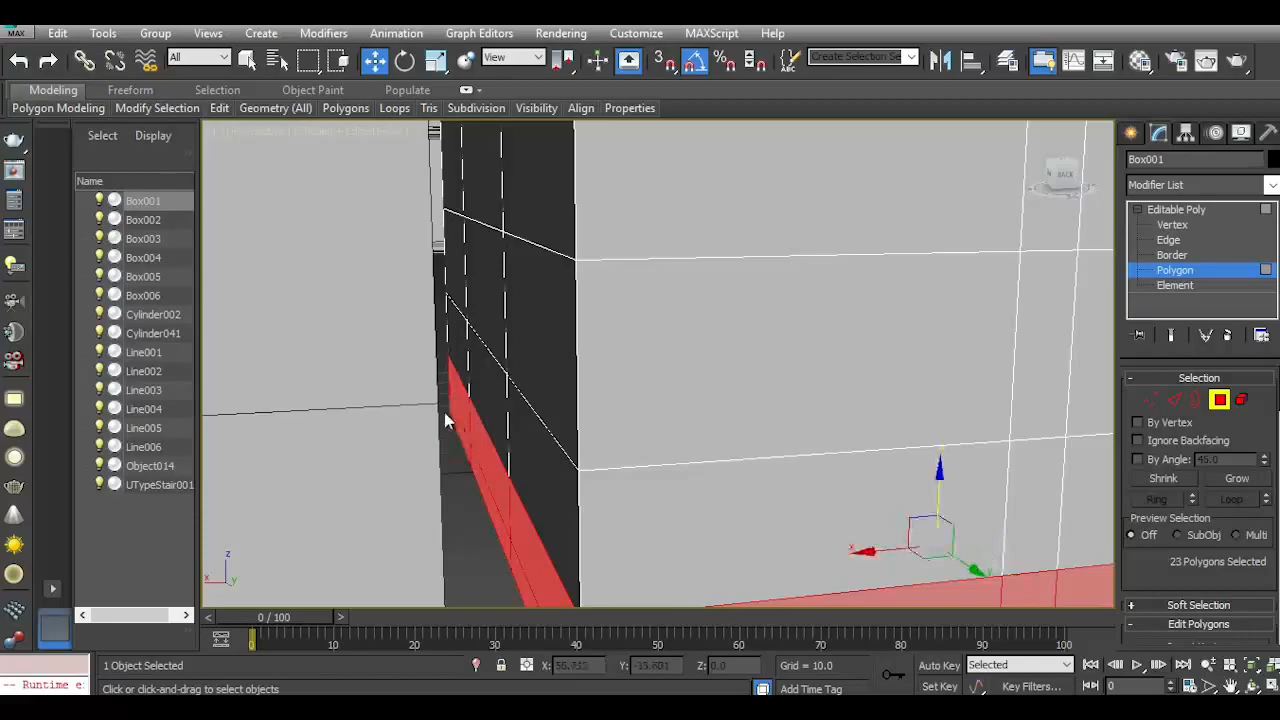 MAX Edit Tools Group Views Create Modifiers Animation Graph Editors Rendering Customize MAXScript Help
All View 3 ABC Create Selection Se
Modeling Freeform Selection Object Paint Populate
Polygon Modeling Modify Selection Edit Geometry (All) Polygons Loops Tris Subdivision Visibility Align Properties
Select Display
Name
Box001
Box002
Box003
Box004
Box005
Box006
Cylinder002
Cylinder041
Line001
Line002
Line003
Line004
Line005
Line006
Object014
UTypeStair001
BACK
z
x y
x
Box001
Modifier List
Editable Poly
Vertex
Edge
Border
Polygon
Element
- Selection
By Vertex
Ignore Backfacing
By Angle: 45.0
Shrink Grow
Ring Loop
Preview Selection
Off SubObj Multi
23 Polygons Selected
+ Soft Selection
- Edit Polygons
< 0 / 100 >
0 10 20 30 40 50 60 70 80 90 100
1 Object Selected X: Y: Z: 0.0 Grid = 10.0 Auto Key Selected
-- Runtime e Click or click-and-drag to select objects Add Time Tag Set Key Key Filters... 0